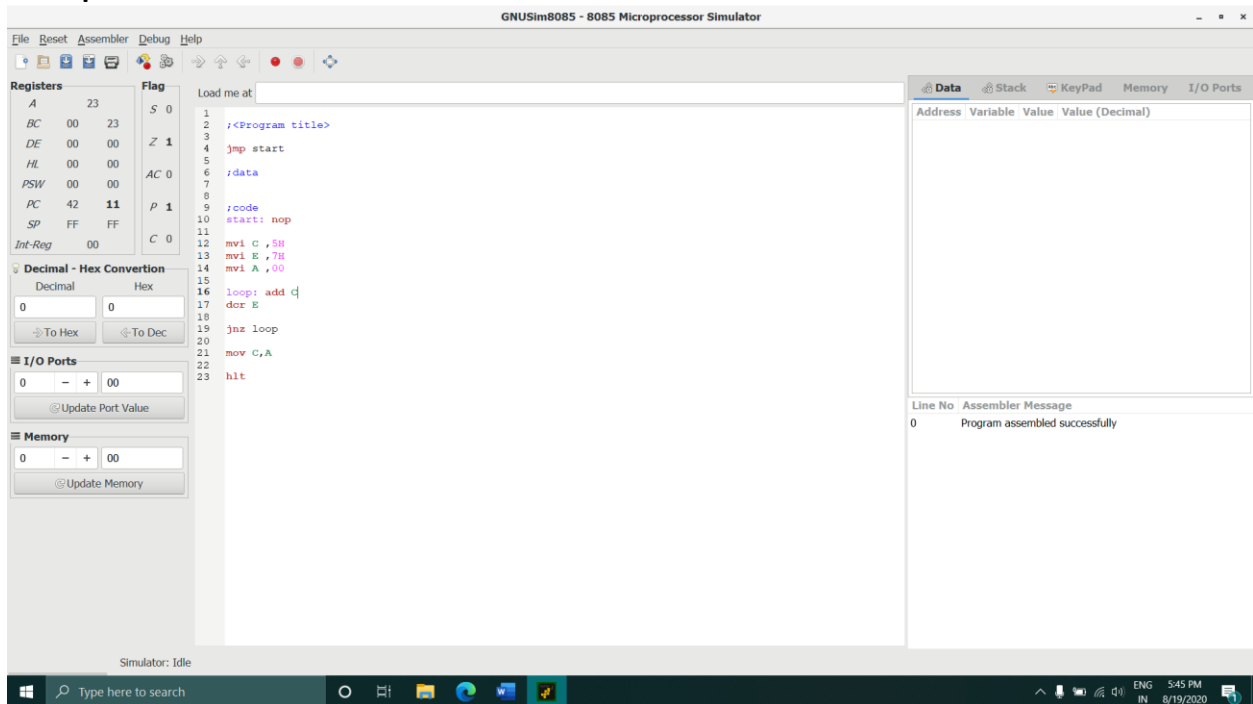 GNUSim8085 - 8085 Microprocessor Simulator
File Reset Assembler Debug Help
Registers
A 23
BC 00 23
DE 00 00
HL 00 00
PSW 00 00
PC 42 11
SP FF FF
Int-Reg 00
Flag
S 0
Z 1
AC 0
P 1
C 0
Decimal - Hex Convertion
Decimal Hex
0 0
To Hex To Dec
I/O Ports
0 - + 00
Update Port Value
Memory
0 - + 00
Update Memory
Load me at
1
2 ;<Program title>
3
4 jmp start
5
6 ;data
7
8
9 ;code
10 start: nop
11
12 mvi C ,5H
13 mvi E ,7H
14 mvi A ,00
15
16 loop: add C
17 dcr E
18
19 jnz loop
20
21 mov C,A
22
23 hlt
Data Stack KeyPad Memory I/O Ports
Address Variable Value Value (Decimal)
Line No Assembler Message
0 Program assembled successfully
Simulator: Idle
Type here to search
ENG 5:45 PM
IN 8/19/2020
1